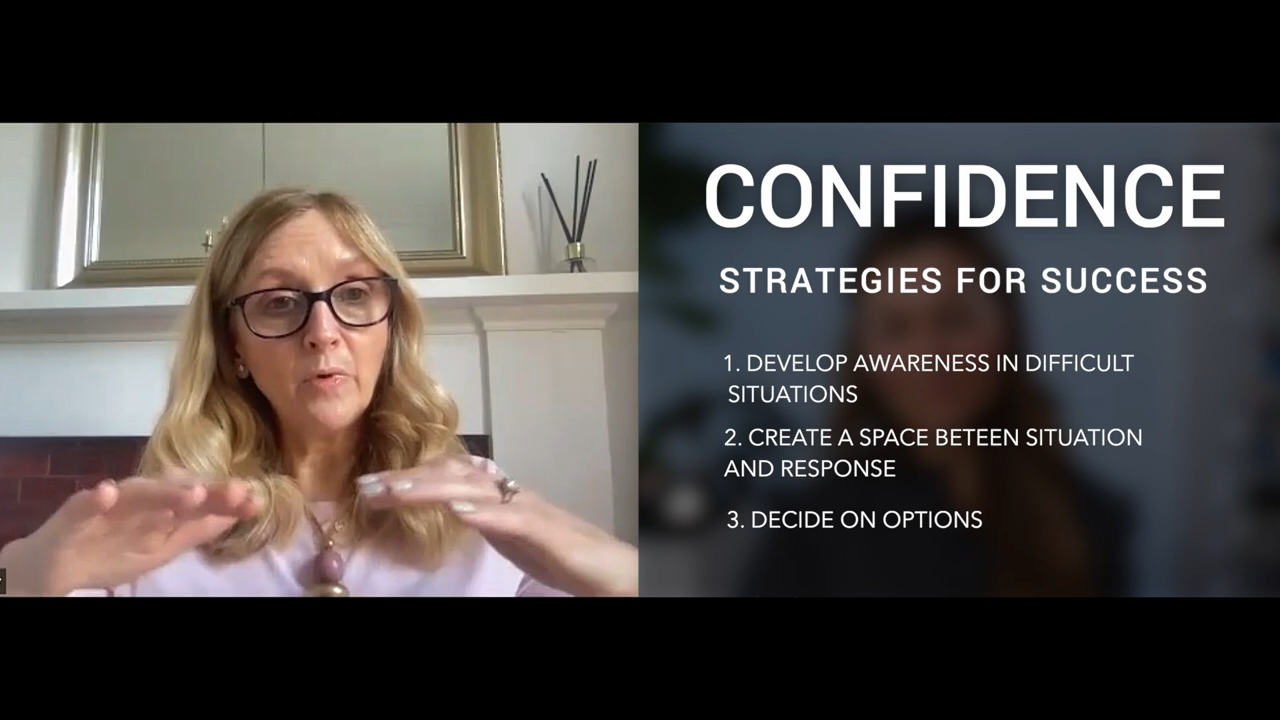 CONFIDENCE
STRATEGIES FOR SUCCESS
1. DEVELOP AWARENESS IN DIFFICULT
SITUATIONS
2. CREATE A SPACE BETEEN SITUATION
AND RESPONSE
3. DECIDE ON OPTIONS